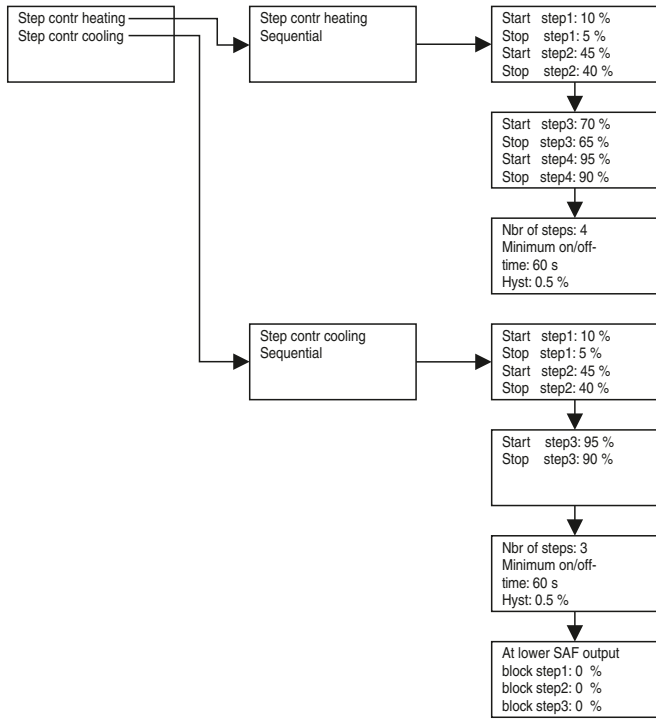 Step contr heating
Step contr cooling
Step contr heating
Sequential
Start step1: 10 %
Stop step1: 5 %
Start step2: 45 %
Stop step2: 40 %
Start step3: 70 %
Stop step3: 65 %
Start step4: 95 %
Stop step4: 90 %
Nbr of steps: 4
Minimum on/off-
time: 60 s
Hyst: 0.5 %
Step contr cooling
Sequential
Start step1: 10 %
Stop step1: 5 %
Start step2: 45 %
Stop step2: 40 %
Start step3: 95 %
Stop step3: 90 %
Nbr of steps: 3
Minimum on/off-
time: 60 s
Hyst: 0.5 %
At lower SAF output
block step1: 0 %
block step2: 0 %
block step3: 0 %